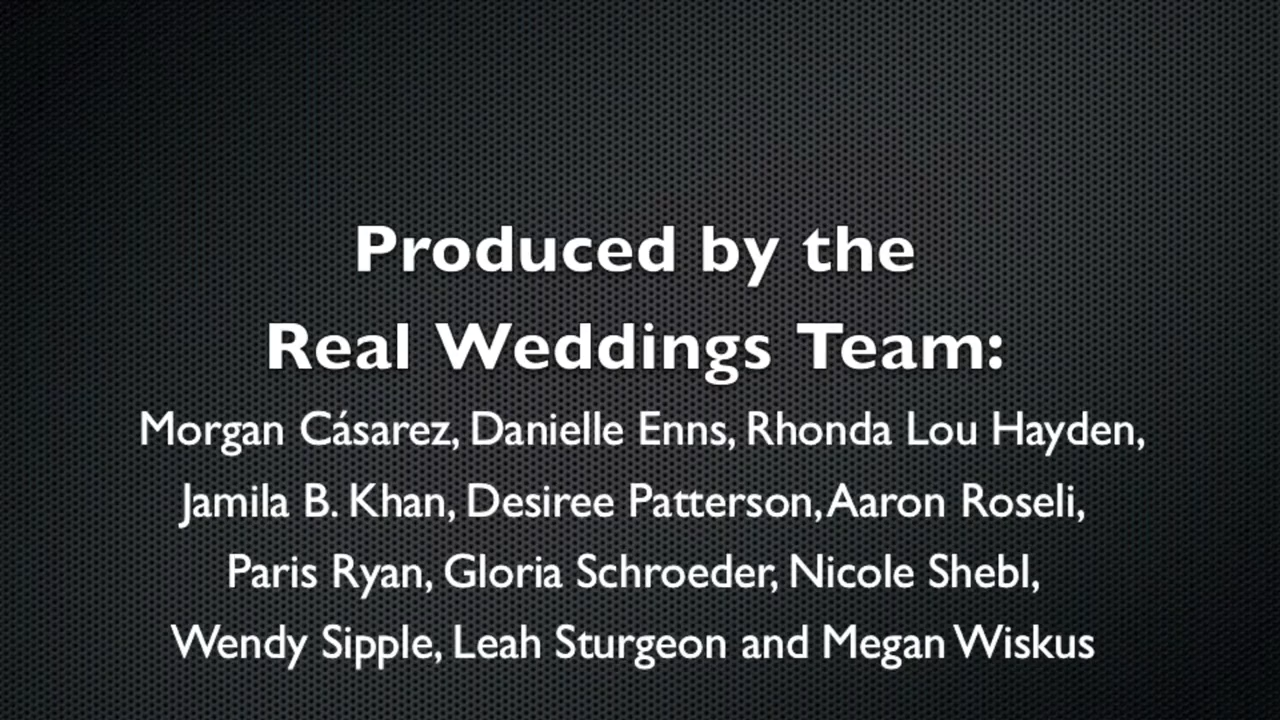 Produced by the
Real Weddings Team:
Morgan Cásarez, Danielle Enns, Rhonda Lou Hayden,
Jamila B. Khan, Desiree Patterson, Aaron Roseli,
Paris Ryan, Gloria Schroeder, Nicole Shebl,
Wendy Sipple, Leah Sturgeon and Megan Wiskus